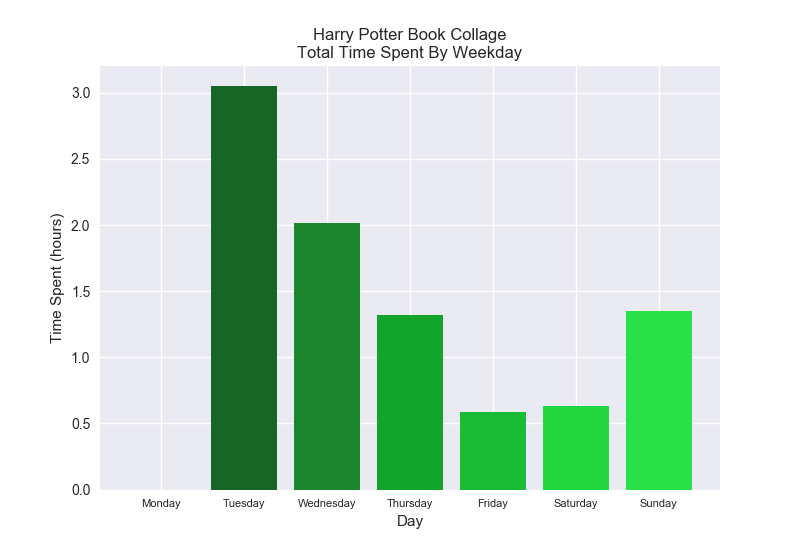 Harry Potter Book Collage
Total Time Spent By Weekday
Time Spent (hours)
3.0
2.5
2.0
1.5
1.0
0.5
0.0
Monday Tuesday Wednesday Thursday Friday Saturday Sunday
Day